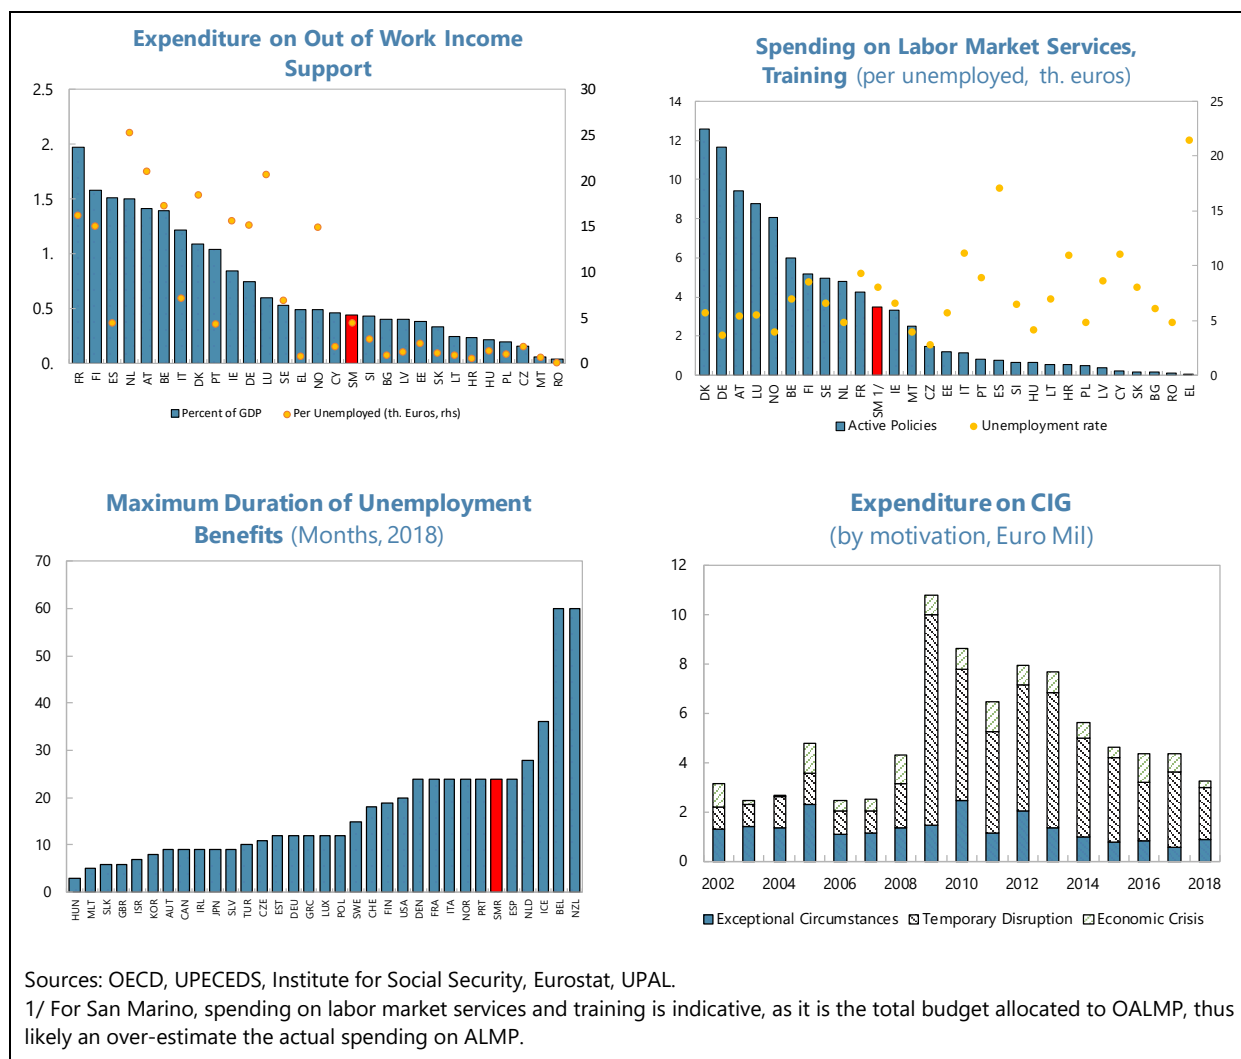 Expenditure on Out of Work Income
Support
2.5
2.
1.5
1.
0.5
0.
30
25
20
15
10
5
0
FR FI ES NL AT BE IT DK PT IE DE LU SE EL NO CY SM SI BG LV EE SK LT HR HU PL CZ MT RO
Percent of GDP Per Unemployed (th. Euros, rhs)
Spending on Labor Market Services,
Training (per unemployed, th. euros)
14
12
10
8
6
4
2
0
25
20
15
10
5
0
DK DE AT LU NO BE FI SE NL FR SM 1/ IE MT CZ EE IT PT ES SI HU LT HR PL LV CY SK BG RO EL
Active Policies Unemployment rate
Maximum Duration of Unemployment
Benefits (Months, 2018)
70
60
50
40
30
20
10
0
HUN MLT SLK GBR ISR KOR AUT CAN IRL JPN SLV TUR CZE EST DEU GRC LUX POL SWE CHE FIN USA DEN FRA ITA NOR PRT SMR ESP NLD ICE BEL NZL
Expenditure on CIG
(by motivation, Euro Mil)
12
10
8
6
4
2
0
2002 2004 2006 2008 2010 2012 2014 2016 2018
Exceptional Circumstances Temporary Disruption Economic Crisis
Sources: OECD, UPECEDS, Institute for Social Security, Eurostat, UPAL.
1/ For San Marino, spending on labor market services and training is indicative, as it is the total budget allocated to OALMP, thus
likely an over-estimate the actual spending on ALMP.